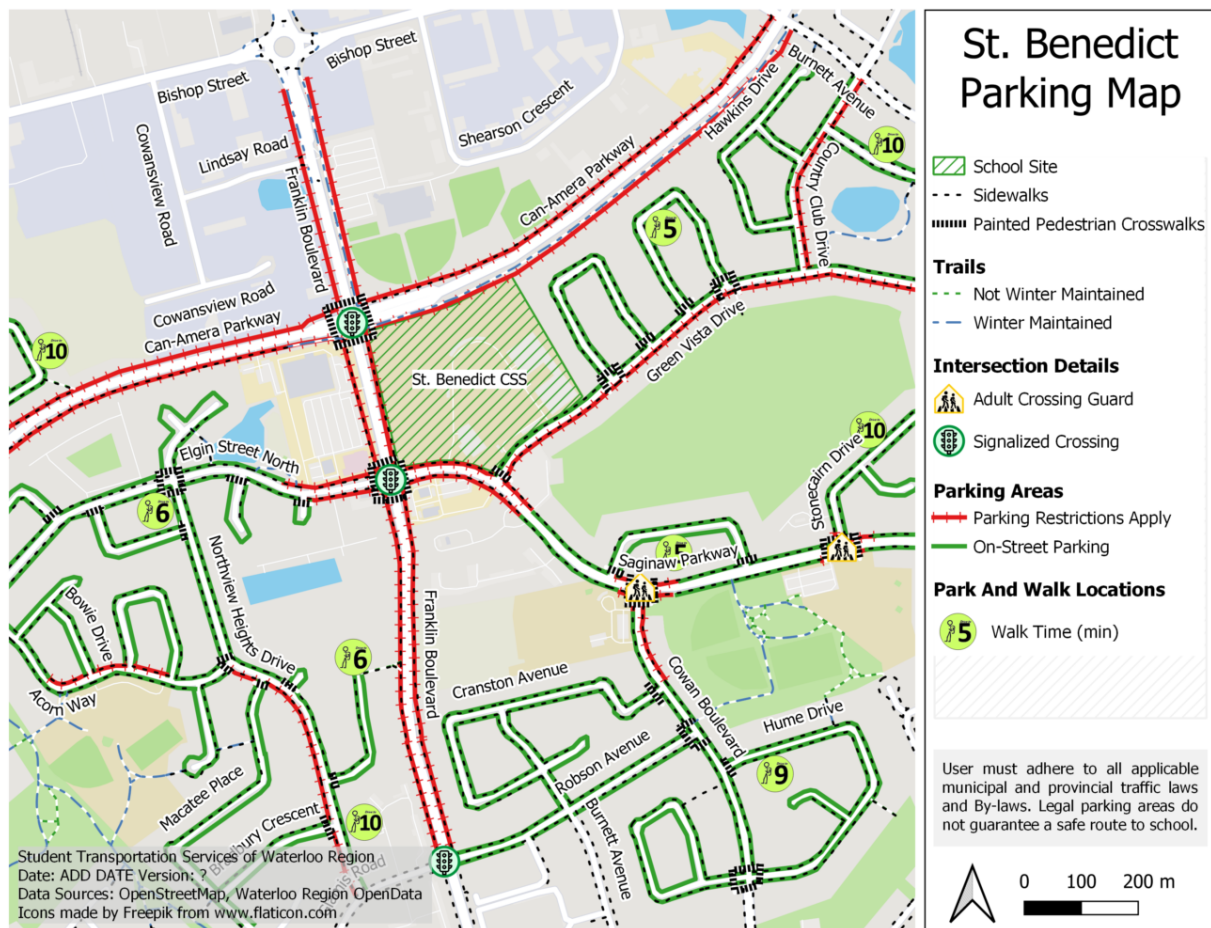 St. Benedict
Parking Map
School Site
Sidewalks
Painted Pedestrian Crosswalks
Trails
Not Winter Maintained
Winter Maintained
Intersection Details
Adult Crossing Guard
Signalized Crossing
Parking Areas
Parking Restrictions Apply
On-Street Parking
Park And Walk Locations
5
Walk Time (min)
User must adhere to all applicable
municipal and provincial traffic laws
and By-laws. Legal parking areas do
not guarantee a safe route to school.
0 100 200 m
Bishop Street
Bishop Street
Burnett Avenue
Hawkins Drive
Shearson Crescent
Lindsay Road
Cowansview Road
Franklin Boulevard
Can-Amera Parkway
Country Club Drive
10
5
Cowansview Road
Can-Amera Parkway
10
Green Vista Drive
St. Benedict CSS
Elgin Street North
6
10
Stonecairn Drive
Saginaw Parkway
5
Northview Heights Drive
Bowie Drive
Acorn Way
6
Franklin Boulevard
Cranston Avenue
Cowan Boulevard
Hume Drive
Robson Avenue
9
Burnett Avenue
Macatee Place
Bradbury Crescent
10
Road
Student Transportation Services of Waterloo Region
Date: ADD DATE Version: ?
Data Sources: OpenStreetMap, Waterloo Region OpenData
Icons made by Freepik from www.flaticon.com